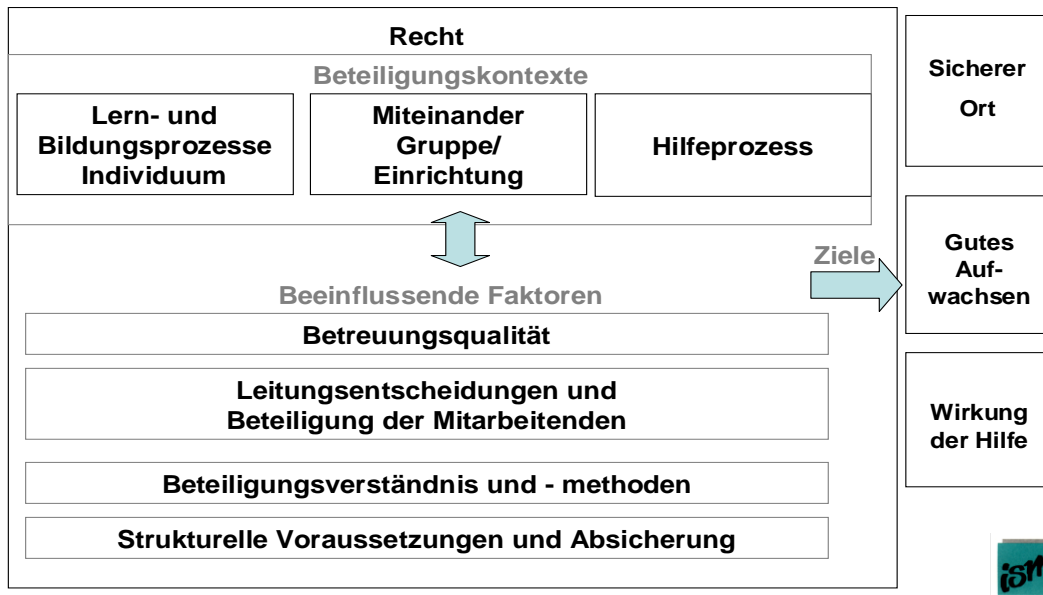 Recht
Beteiligungskontexte
Lern- und
Bildungsprozesse
Individuum
Miteinander
Gruppe/
Einrichtung
Hilfeprozess
Beeinflussende Faktoren
Betreuungsqualität
Leitungsentscheidungen und
Beteiligung der Mitarbeitenden
Beteiligungsverständnis und - methoden
Strukturelle Voraussetzungen und Absicherung
Ziele
Sicherer
Ort
Gutes
Auf-
wachsen
Wirkung
der Hilfe
ism